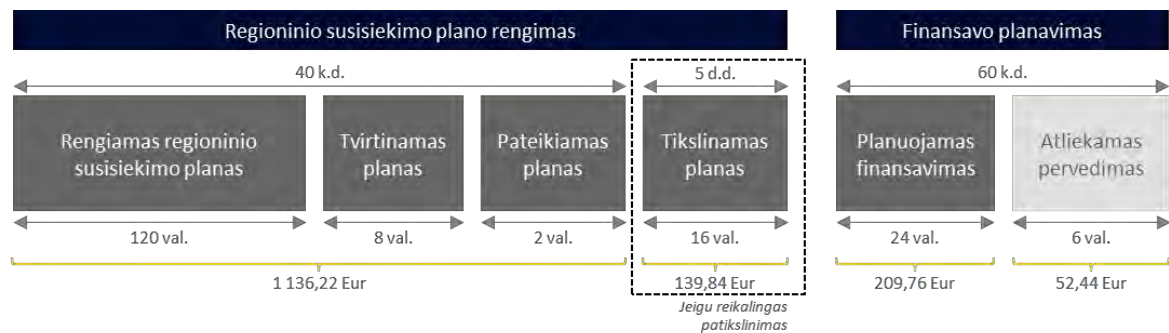 Regioninio susisiekimo plano rengimas
Finansavo planavimas
40 k.d.
5 d.d.
60 k.d.
Rengiamas regioninio
susisiekimo planas
Tvirtinamas
planas
Pateikiamas
planas
Tikslinamas
planas
Planuojamas
finansavimas
Atliekamas
pervedimas
120 val.
8 val.
2 val.
16 val.
24 val.
6 val.
1 136,22 Eur
139,84 Eur
209,76 Eur
52,44 Eur
Jeigu reikalingas
patikslinimas